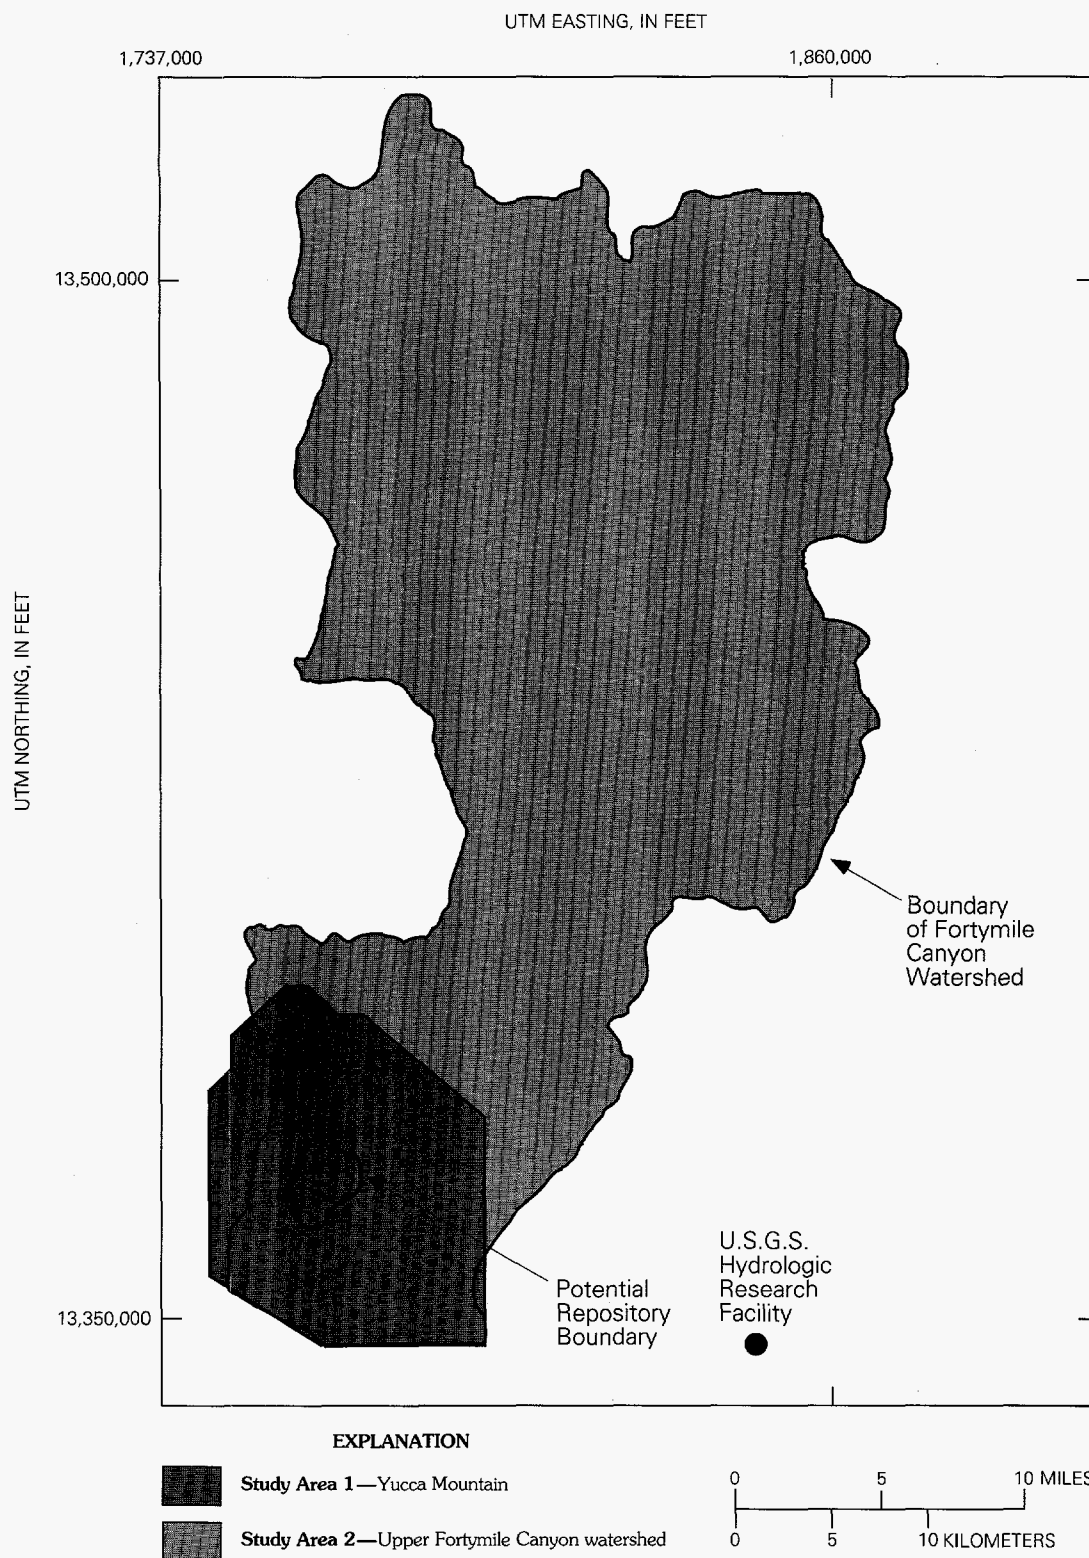 UTM EASTING, IN FEET
1,737,000
1,860,000
13,500,000
UTM NORTHING, IN FEET
Boundary
of Fortymile
Canyon
Watershed
U.S.G.S.
Hydrologic
Research
Facility
Potential
Repository
Boundary
13,350,000
EXPLANATION
Study Area 1—Yucca Mountain
Study Area 2—Upper Fortymile Canyon watershed
0 5 10 MILES
0 5 10 KILOMETERS